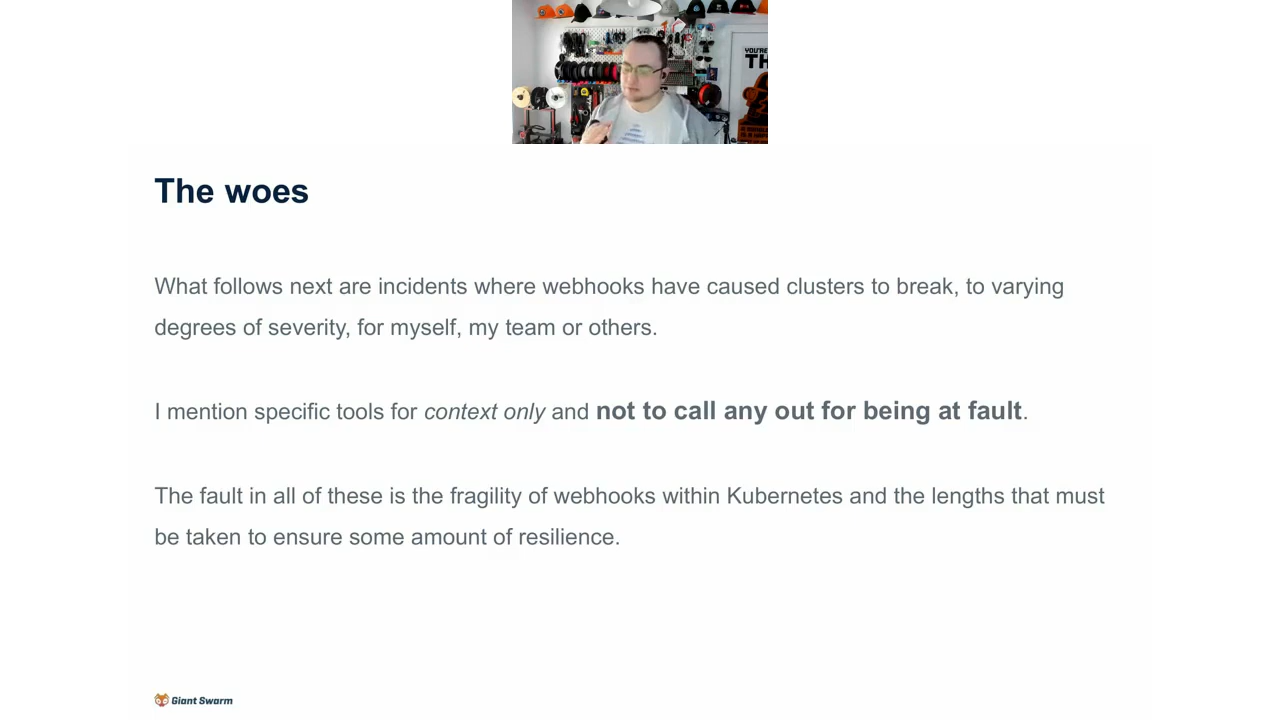 YOU'RE
TH
The woes
What follows next are incidents where webhooks have caused clusters to break, to varying
degrees of severity, for myself, my team or others.
I mention specific tools for context only and not to call any out for being at fault.
The fault in all of these is the fragility of webhooks within Kubernetes and the lengths that must
be taken to ensure some amount of resilience.
Giant Swarm